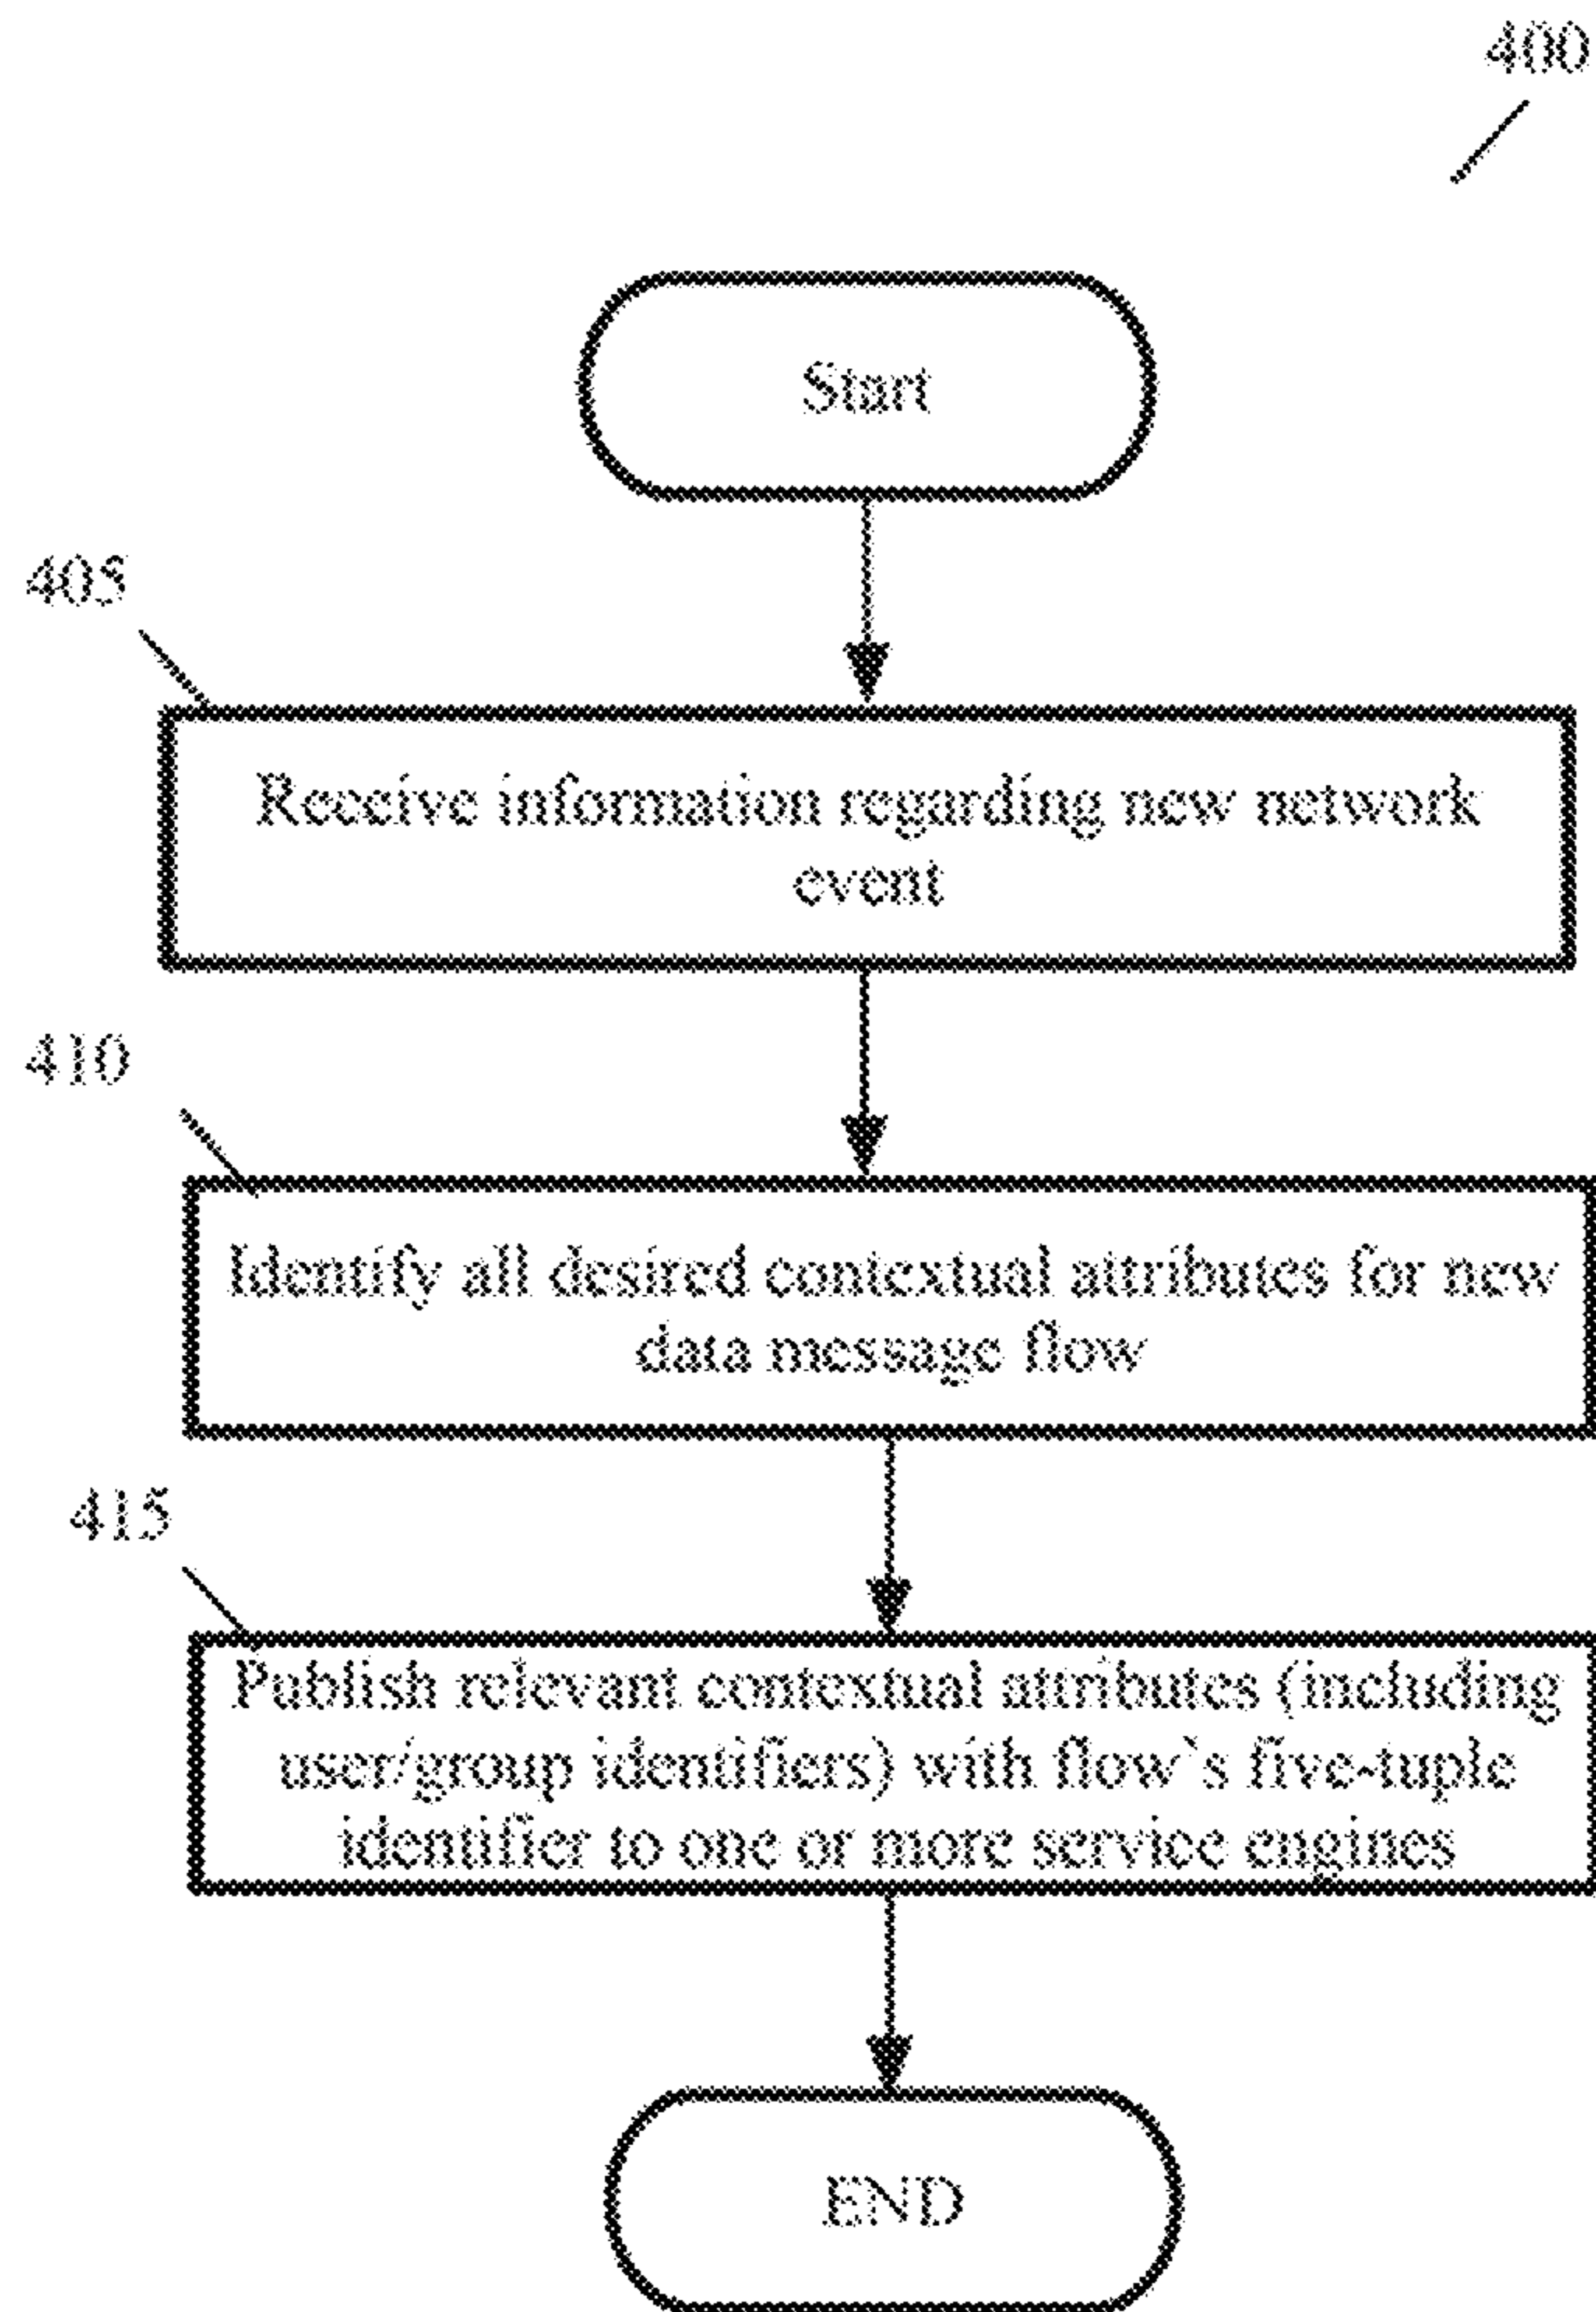 400
Start
405
Receive information regarding new network
event
410
Identify all desired contextual attributes for new
data message flow
415
Publish relevant contextual attributes (including
user/group identifiers) with flow`s five-tuple
identifier to one or more service engines
END